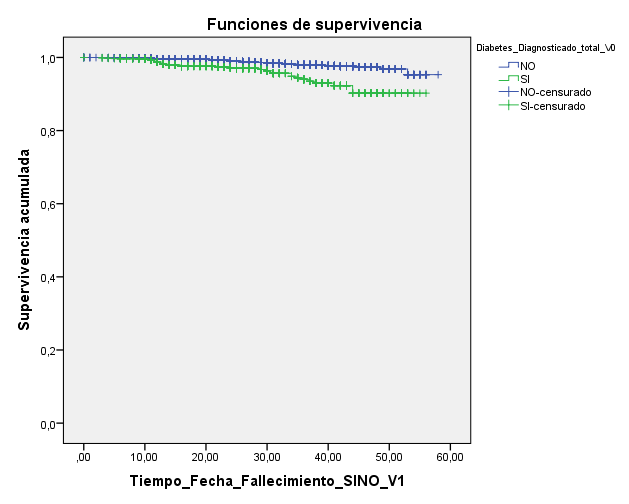 Funciones de supervivencia
Diabetes_Diagnosticado_total_V0
NO
SI
NO-censurado
SI-censurado
Supervivencia acumulada
1,0
0,8
0,6
0,4
0,2
0,0
,00
10,00
20,00
30,00
40,00
50,00
60,00
Tiempo_Fecha_Fallecimiento_SINO_V1